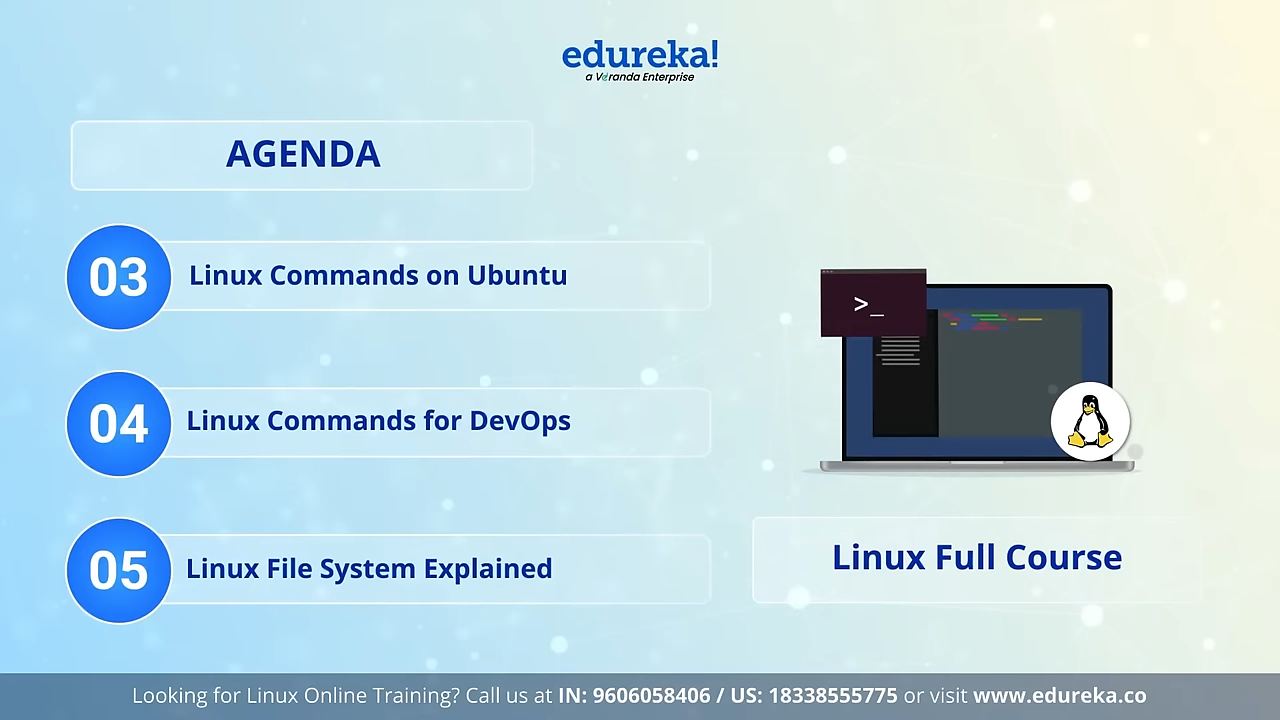 edureka!
a Veranda Enterprise
AGENDA
03 Linux Commands on Ubuntu
04 Linux Commands for DevOps
05 Linux File System Explained
>_
Linux Full Course
Looking for Linux Online Training? Call us at IN: 9606058406 / US: 18338555775 or visit www.edureka.co